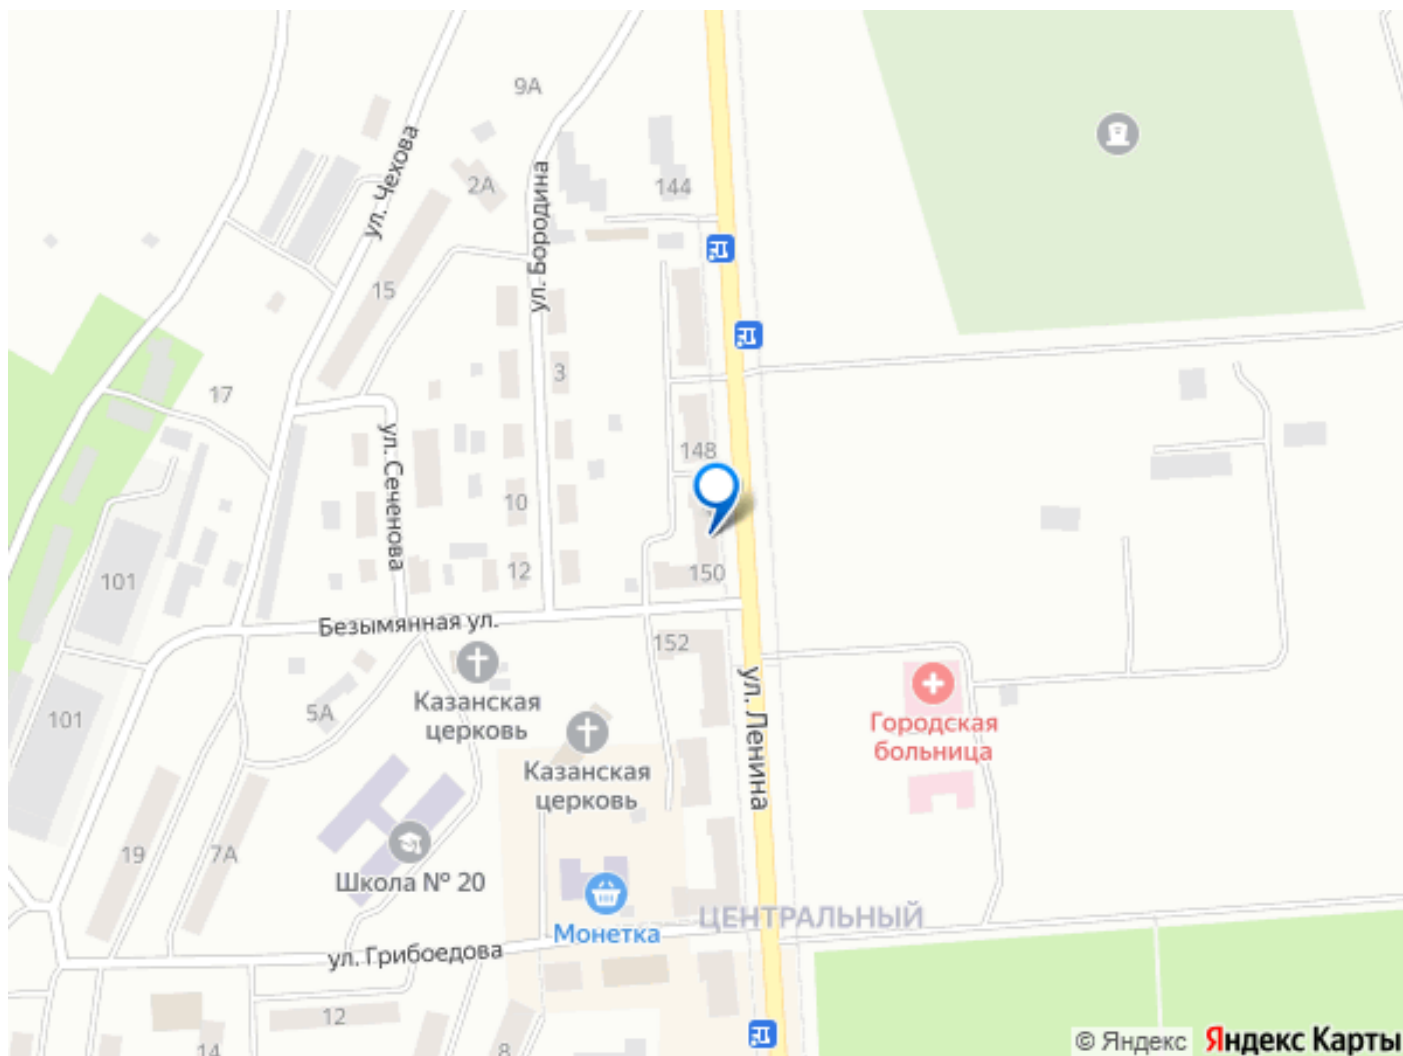 9А
ул. Чехова
2А
ул. Бородина
144
15
3
17
148
ул. Сеченова
10
101
12
150
Безымянная ул.
152
Казанская
церковь
5А
101
ул. Ленина
Городская
больница
Казанская
церковь
19
7А
Школа № 20
Монетка
ЦЕНТРАЛЬНЫЙ
ул. Грибоедова
12
14
8
© Яндекс Яндекс Карты